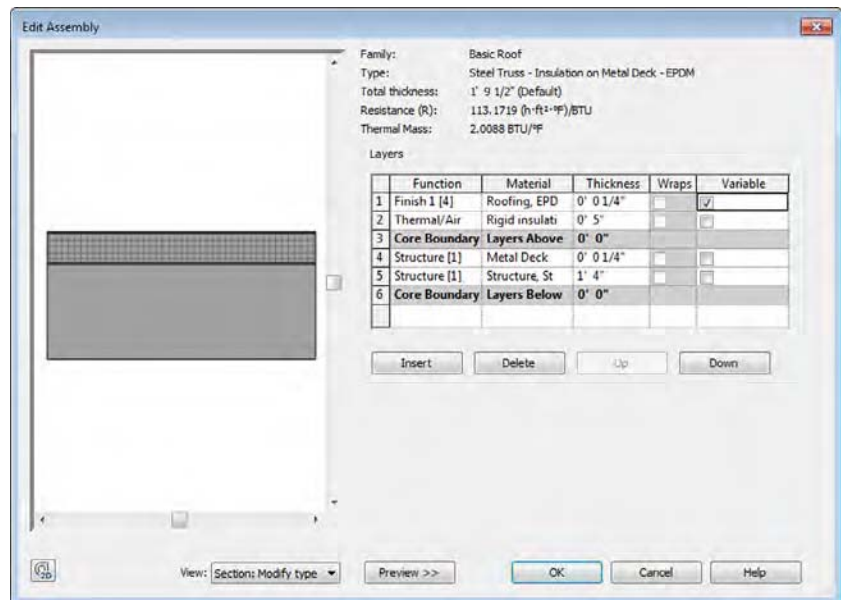 Edit Assembly
Family: Basic Roof
Type: Steel Truss - Insulation on Metal Deck - EPDM
Total thickness: 1' 9 1/2" (Default)
Resistance (R): 113.1719 (h·ft²·ºF)/BTU
Thermal Mass: 2.0088 BTU/ºF
Layers
Function Material Thickness Wraps Variable
1 Finish 1 [4] Roofing, EPD 0' 0 1/4"
2 Thermal/Air Rigid insulati 0' 5"
3 Core Boundary Layers Above 0' 0"
4 Structure [1] Metal Deck 0' 0 1/4"
5 Structure [1] Structure, St 1' 4"
6 Core Boundary Layers Below 0' 0"
Insert Delete Up Down
2D
View: Section: Modify type Preview >> OK Cancel Help